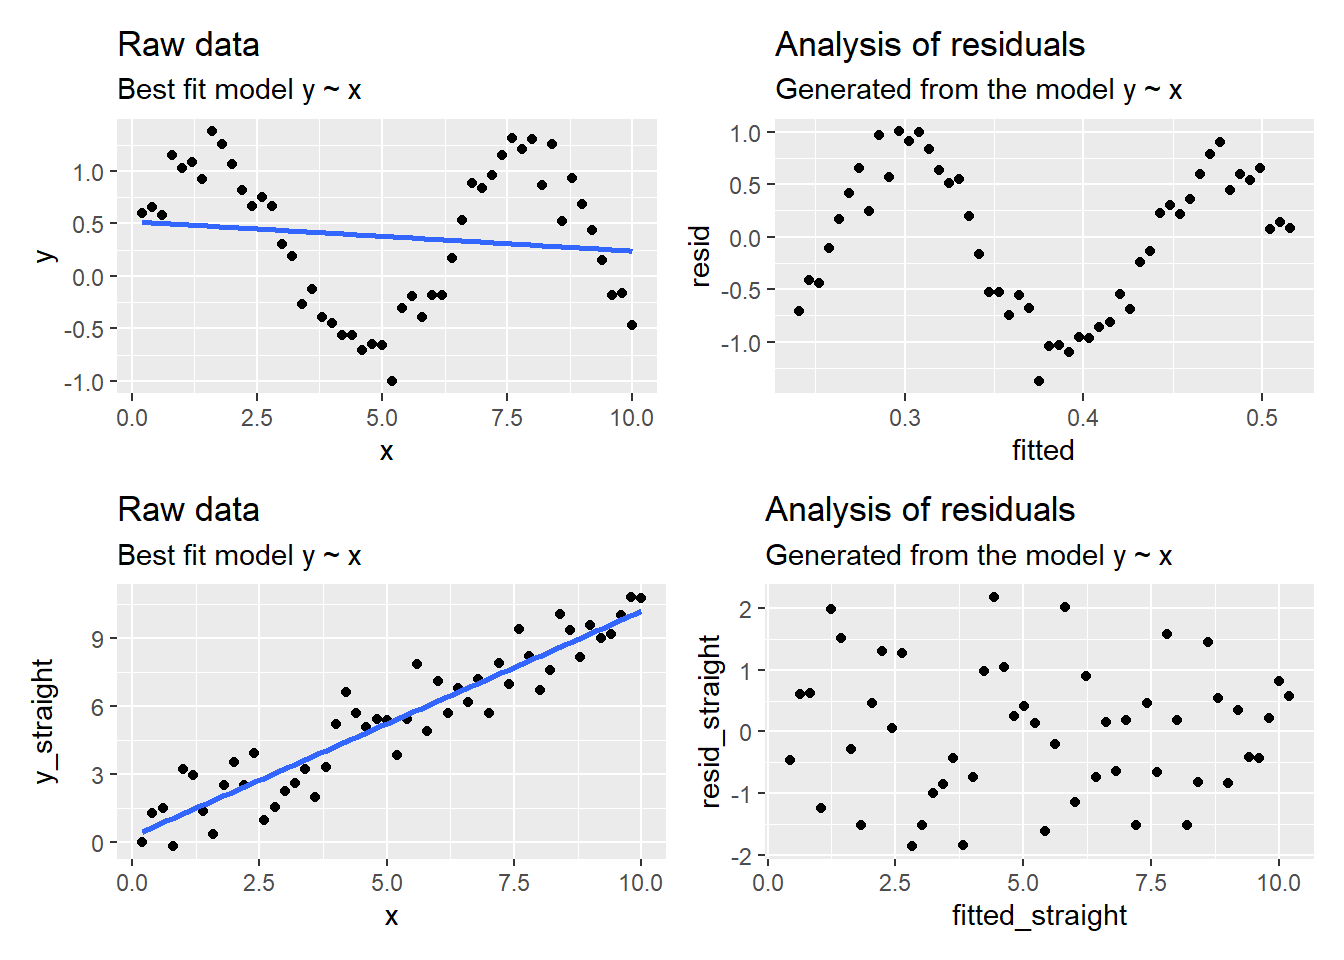 Raw data
Best fit model y ~ x
1.0
0.5
0.0
-0.5
-1.0
y
0.0 2.5 5.0 7.5 10.0
x
Analysis of residuals
Generated from the model y ~ x
1.0
0.5
0.0
-0.5
-1.0
resid
0.3 0.4 0.5
fitted
Raw data
Best fit model y ~ x
9
6
3
0
y_straight
0.0 2.5 5.0 7.5 10.0
x
Analysis of residuals
Generated from the model y ~ x
2
1
0
-1
-2
resid_straight
0.0 2.5 5.0 7.5 10.0
fitted_straight